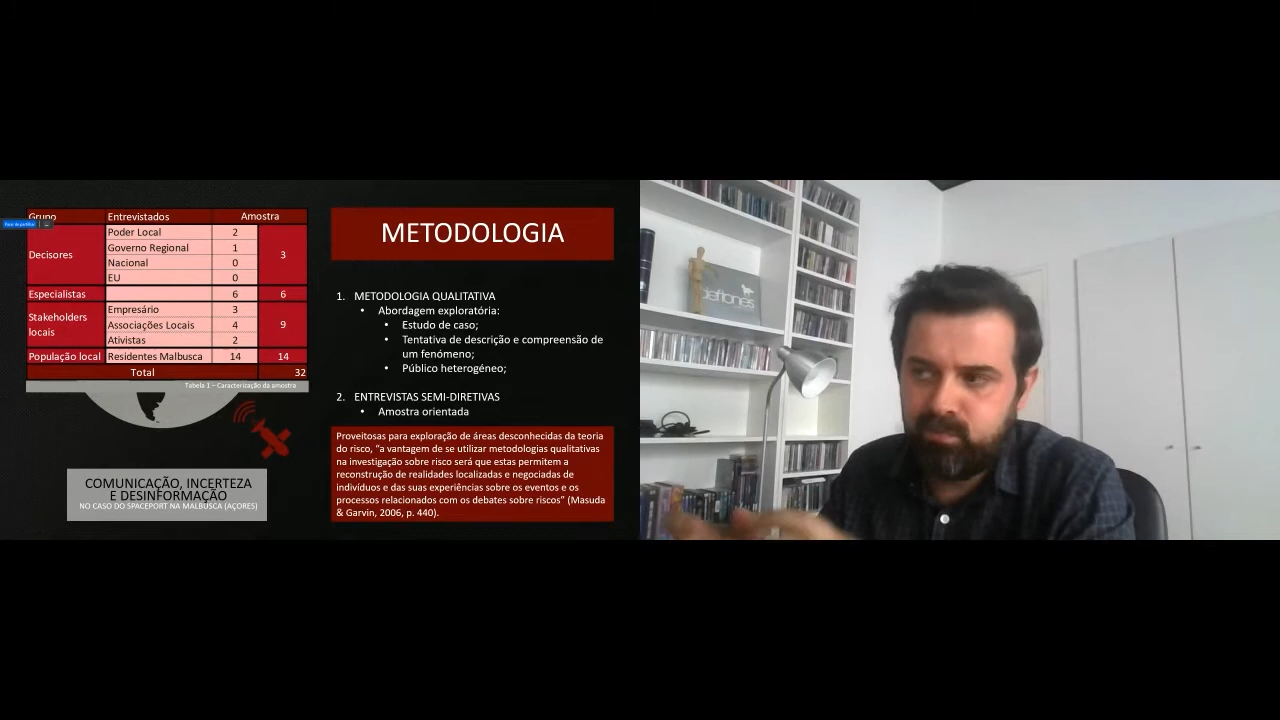 Grupo Entrevistados Amostra
Parar de partilhar
Decisores
Poder Local 2
Governo Regional 1
Nacional 0
EU 0
3
Especialistas 6 6
Stakeholders
locais
Empresário 3
Associações Locais 4
Ativistas 2
9
População local Residentes Malbusca 14 14
Total 32
Tabela 1 – Caracterização da amostra
COMUNICAÇÃO, INCERTEZA
E DESINFORMAÇÃO
NO CASO DO SPACEPORT NA MALBUSCA (AÇORES)
METODOLOGIA
1. METODOLOGIA QUALITATIVA
• Abordagem exploratória:
• Estudo de caso;
• Tentativa de descrição e compreensão de
um fenómeno;
• Público heterogéneo;
2. ENTREVISTAS SEMI-DIRETIVAS
• Amostra orientada
Proveitosas para exploração de áreas desconhecidas da teoria
do risco, “a vantagem de se utilizar metodologias qualitativas
na investigação sobre risco será que estas permitem a
reconstrução de realidades localizadas e negociadas de
indivíduos e das suas experiências sobre os eventos e os
processos relacionados com os debates sobre riscos” (Masuda
& Garvin, 2006, p. 440).
deftones